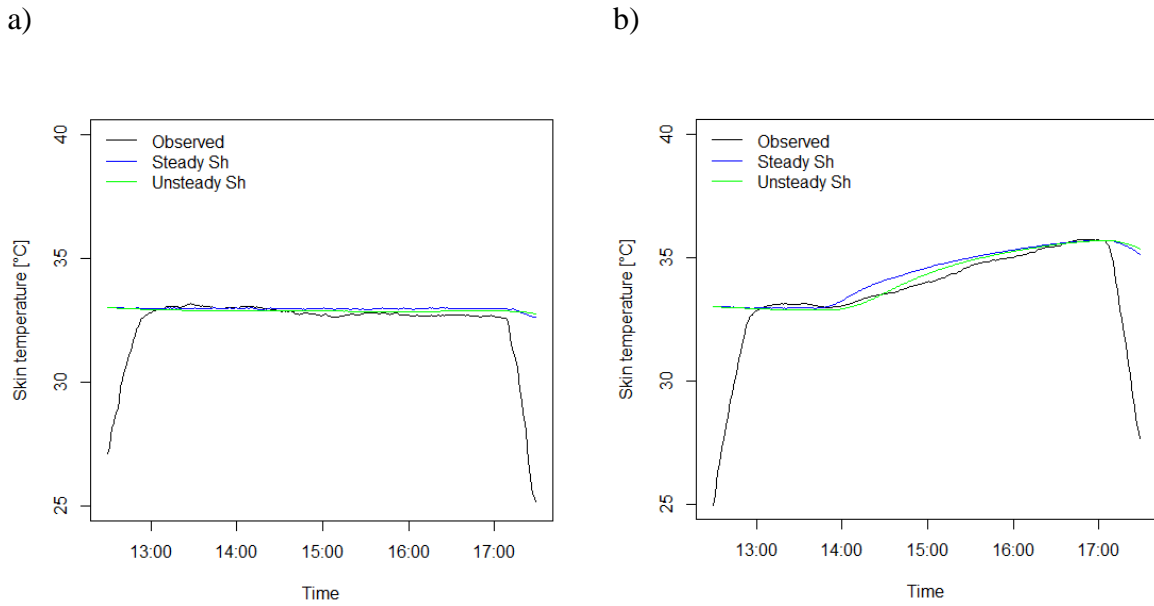 a)
40
35
30
25
Skin temperature [°C]
Observed
Steady Sh
Unsteady Sh
13:00 14:00 15:00 16:00 17:00
Time
b)
40
35
30
25
Skin temperature [°C]
Observed
Steady Sh
Unsteady Sh
13:00 14:00 15:00 16:00 17:00
Time